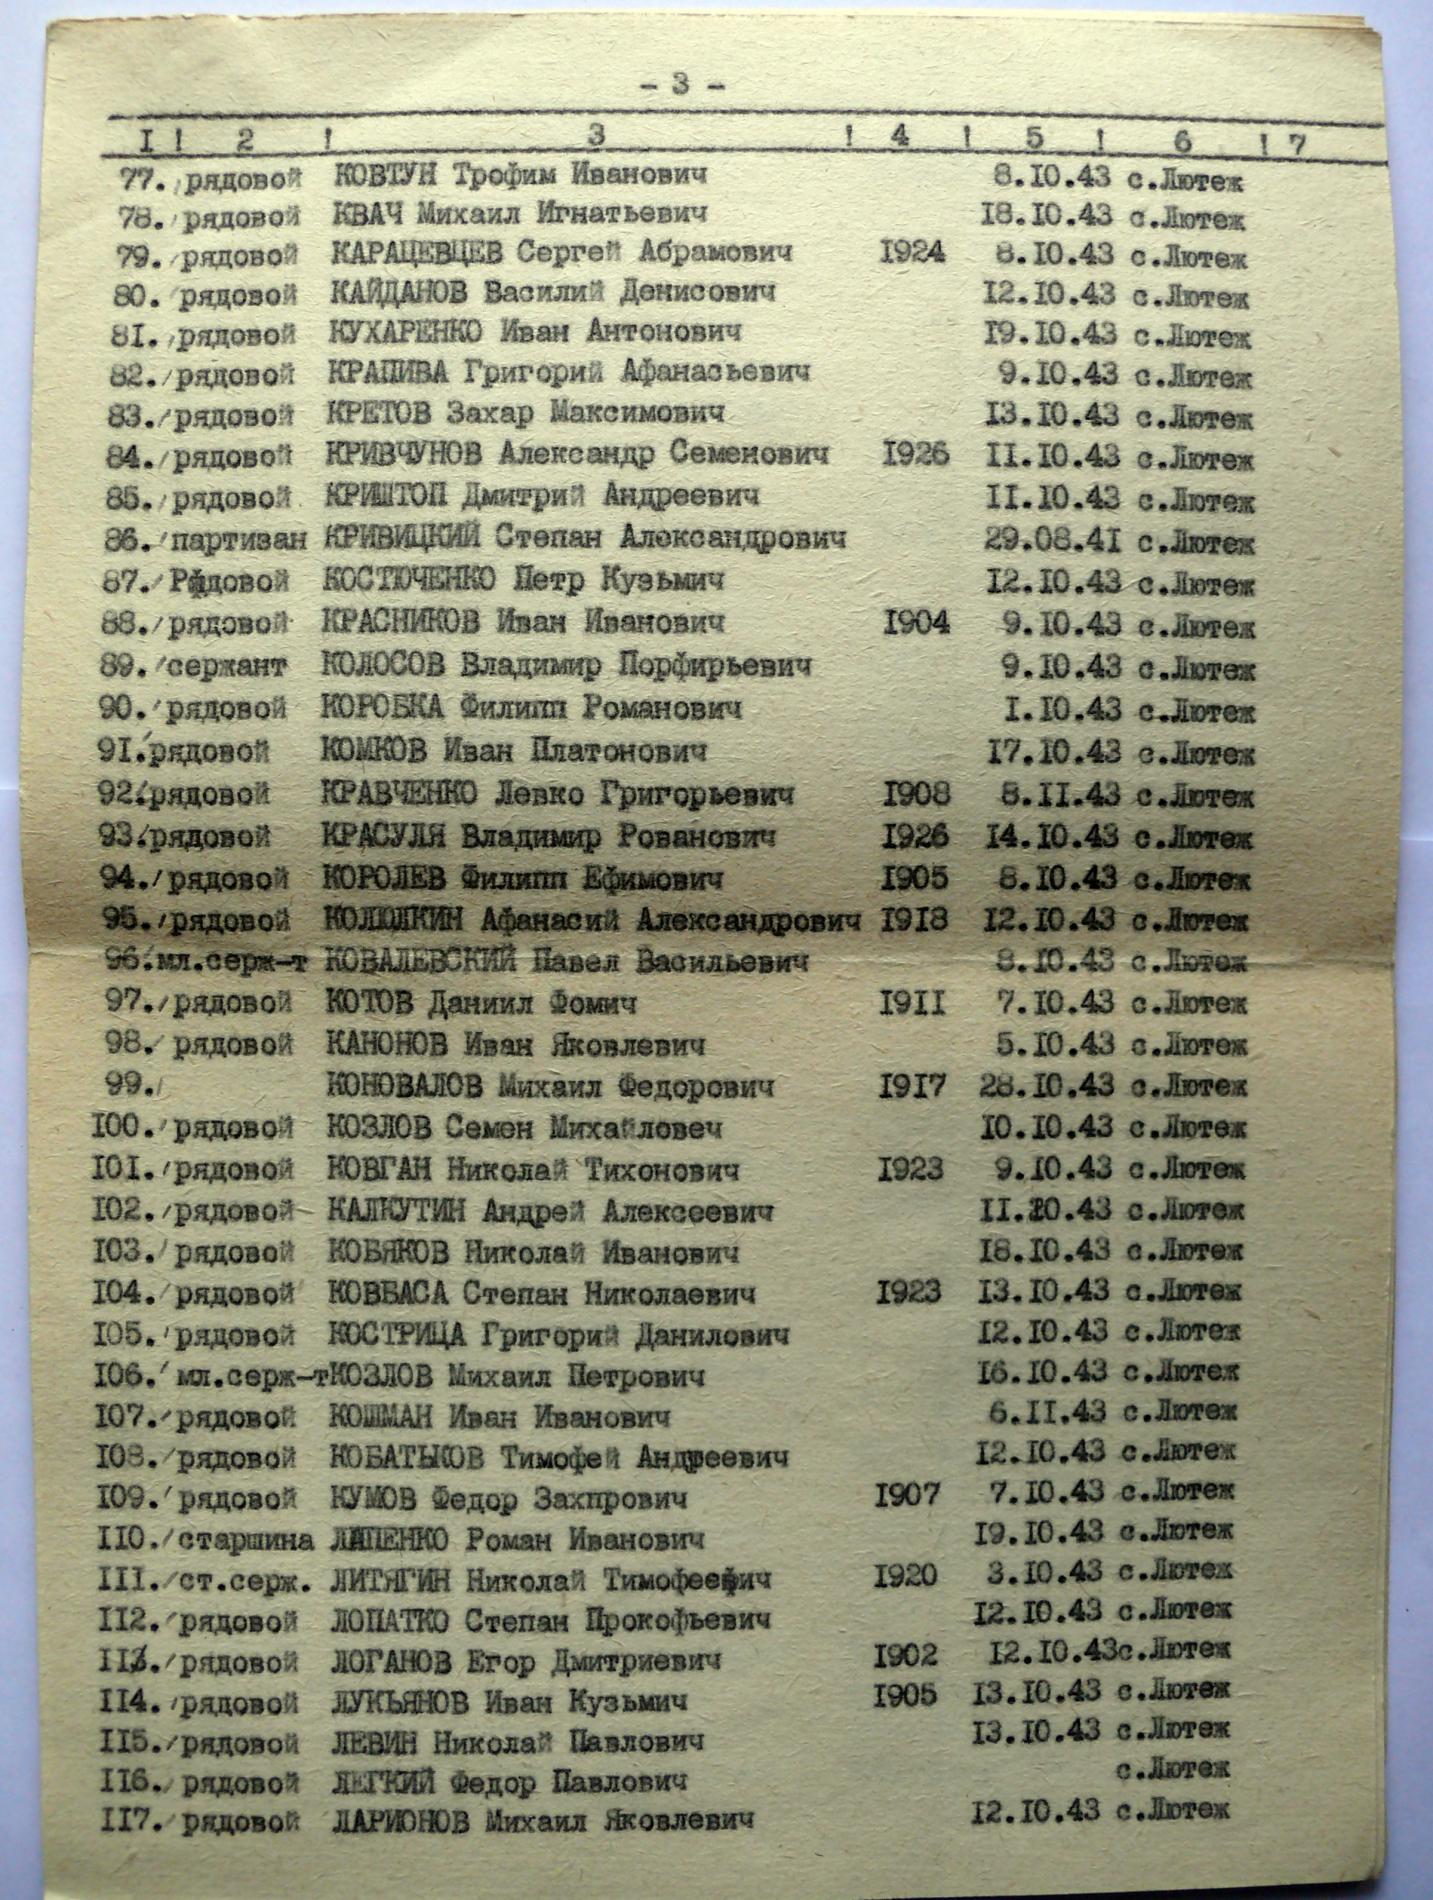 - 3 -
I ! 2 ! 3 ! 4 ! 5 ! 6 ! 7
77. рядовой КОВТУН Трофим Иванович 8.10.43 с.Лютеж
78. рядовой КВАЧ Михаил Игнатьевич 18.10.43 с.Лютеж
79. рядовой КАРАЦЕВЦЕВ Сергей Абрамович 1924 8.10.43 с.Лютеж
80. рядовой КАЙДАНОВ Василий Денисович 12.10.43 с.Лютеж
81. рядовой КУХАРЕНКО Иван Антонович 19.10.43 с.Лютеж
82. рядовой КРАПИВА Григорий Афанасьевич 9.10.43 с.Лютеж
83. рядовой КРЕТОВ Захар Максимович 13.10.43 с.Лютеж
84. рядовой КРИВЧУНОВ Александр Семенович 1926 11.10.43 с.Лютеж
85. рядовой КРИШТОП Дмитрий Андреевич 11.10.43 с.Лютеж
86. партизан КРИВИЦКИЙ Степан Александрович 29.08.41 с.Лютеж
87. Рядовой КОСТЮЧЕНКО Петр Кузьмич 12.10.43 с.Лютеж
88. рядовой КРАСНИКОВ Иван Иванович 1904 9.10.43 с.Лютеж
89. сержант КОЛОСОВ Владимир Порфирьевич 9.10.43 с.Лютеж
90. рядовой КОРОБКА Филипп Романович 1.10.43 с.Лютеж
91. рядовой КОМКОВ Иван Платонович 17.10.43 с.Лютеж
92. рядовой КРАВЧЕНКО Левко Григорьевич 1908 8.11.43 с.Лютеж
93. рядовой КРАСУЛЯ Владимир Рованович 1926 14.10.43 с.Лютеж
94. рядовой КОРОЛЕВ Филипп Ефимович 1905 8.10.43 с.Лютеж
95. рядовой Афанасий Александрович 1918 12.10.43 с.Лютеж
96. мл.серж-т КОВАЛЕВСКИЙ Павел Васильевич 8.10.43 с.Лютеж
97. рядовой КОТОВ Даниил Фомич 1911 7.10.43 с.Лютеж
98. рядовой КАНОНОВ Иван Яковлевич 5.10.43 с.Лютеж
99. КОНОВАЛОВ Михаил Федорович 1917 28.10.43 с.Лютеж
100. рядовой КОЗЛОВ Семен Михайловеч 10.10.43 с.Лютеж
101. рядовой КОВГАН Николай Тихонович 1923 9.10.43 с.Лютеж
102. рядовой КАЛКУТИН Андрей Алексеевич 11.10.43 с.Лютеж
103. рядовой КОБЯКОВ Николай Иванович 18.10.43 с.Лютеж
104. рядовой КОВБАСА Степан Николаевич 1923 13.10.43 с.Лютеж
105. рядовой КОСТРИЦА Григорий Данилович 12.10.43 с.Лютеж
106. мл.серж-т КОЗЛОВ Михаил Петрович 16.10.43 с.Лютеж
107. рядовой КОШМАН Иван Иванович 6.11.43 с.Лютеж
108. рядовой КОБАТЫКОВ Тимофей Андреевич 12.10.43 с.Лютеж
109. рядовой КУМОВ Федор Захпрович 1907 7.10.43 с.Лютеж
110. старшина ЛАПЕНКО Роман Иванович 19.10.43 с.Лютеж
111. ст.серж. ЛИТЯГИН Николай Тимофеевич 1920 3.10.43 с.Лютеж
112. рядовой ЛОПАТКО Степан Прокофьевич 12.10.43 с.Лютеж
113. рядовой ЛОГАНОВ Егор Дмитриевич 1902 12.10.43 с.Лютеж
114. рядовой ЛУКЬЯНОВ Иван Кузьмич 1905 13.10.43 с.Лютеж
115. рядовой ЛЕВИН Николай Павлович 13.10.43 с.Лютеж
116. рядовой ЛЕГКИЙ Федор Павлович с.Лютеж
117. рядовой ЛАРИОНОВ Михаил Яковлевич 12.10.43 с.Лютеж